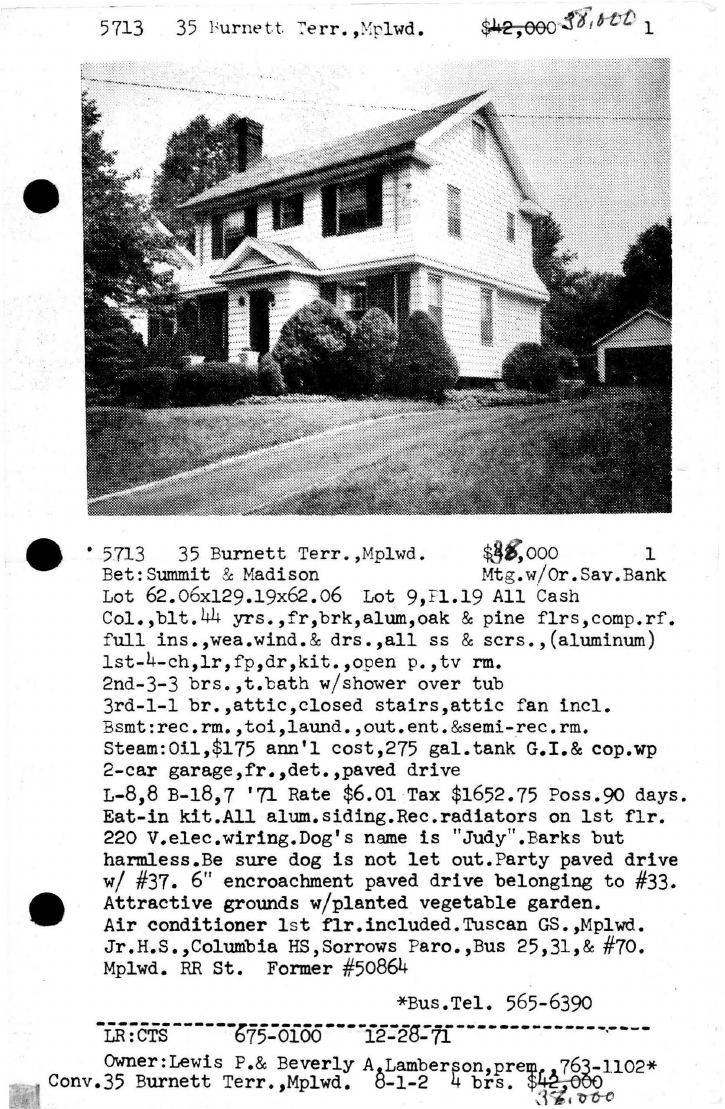 5713 35 Burnett Terr.,Mplwd. $42,000 38,000 1
5713 35 Burnett Terr.,Mplwd. $38,000 1
Bet:Summit & Madison Mtg.w/Or.Sav.Bank
Lot 62.06x129.19x62.06 Lot 9,Fl.19 All Cash
Col.,blt.44 yrs.,fr,brk,alum,oak & pine flrs,comp.rf.
full ins.,wea.wind.& drs.,all ss & scrs.,(aluminum)
1st-4-ch,lr,fp,dr,kit.,open p.,tv rm.
2nd-3-3 brs.,t.bath w/shower over tub
3rd-1-1 br.,attic,closed stairs,attic fan incl.
Bsmt:rec.rm.,toi,laund.,out.ent.&semi-rec.rm.
Steam:Oil,$175 ann'l cost,275 gal.tank G.I.& cop.wp
2-car garage,fr.,det.,paved drive
L-8,8 B-18,7 '71 Rate $6.01 Tax $1652.75 Poss.90 days.
Eat-in kit.All alum.siding.Rec.radiators on 1st flr.
220 V.elec.wiring.Dog's name is "Judy".Barks but
harmless.Be sure dog is not let out.Party paved drive
w/ #37. 6" encroachment paved drive belonging to #33.
Attractive grounds w/planted vegetable garden.
Air conditioner 1st flr.included.Tuscan GS.,Mplwd.
Jr.H.S.,Columbia HS,Sorrows Paro.,Bus 25,31,& #70.
Mplwd. RR St. Former #50864
*Bus.Tel. 565-6390
LR:CTS 675-0100 12-28-71
Owner:Lewis P.& Beverly A.Lamberson,prem.,763-1102*
Conv.35 Burnett Terr.,Mplwd. 8-1-2 4 brs. $42,000
38,000